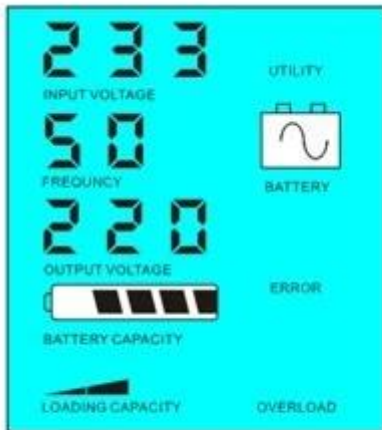 233
UTILITY
INPUT VOLTAGE
50
FREQUNCY
BATTERY
220
OUTPUT VOLTAGE
ERROR
BATTERY CAPACITY
LOADING CAPACITY
OVERLOAD